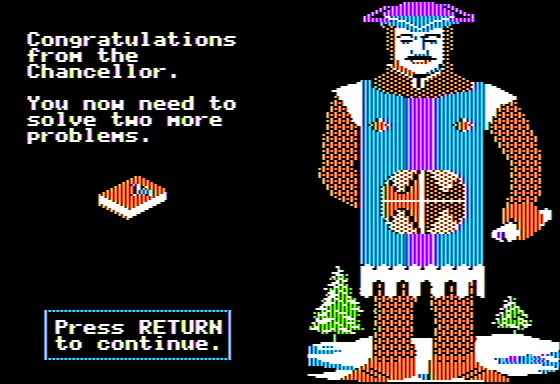 Congratulations
from the
Chancellor.
You now need to
solve two more
problems.
Press RETURN
to continue.